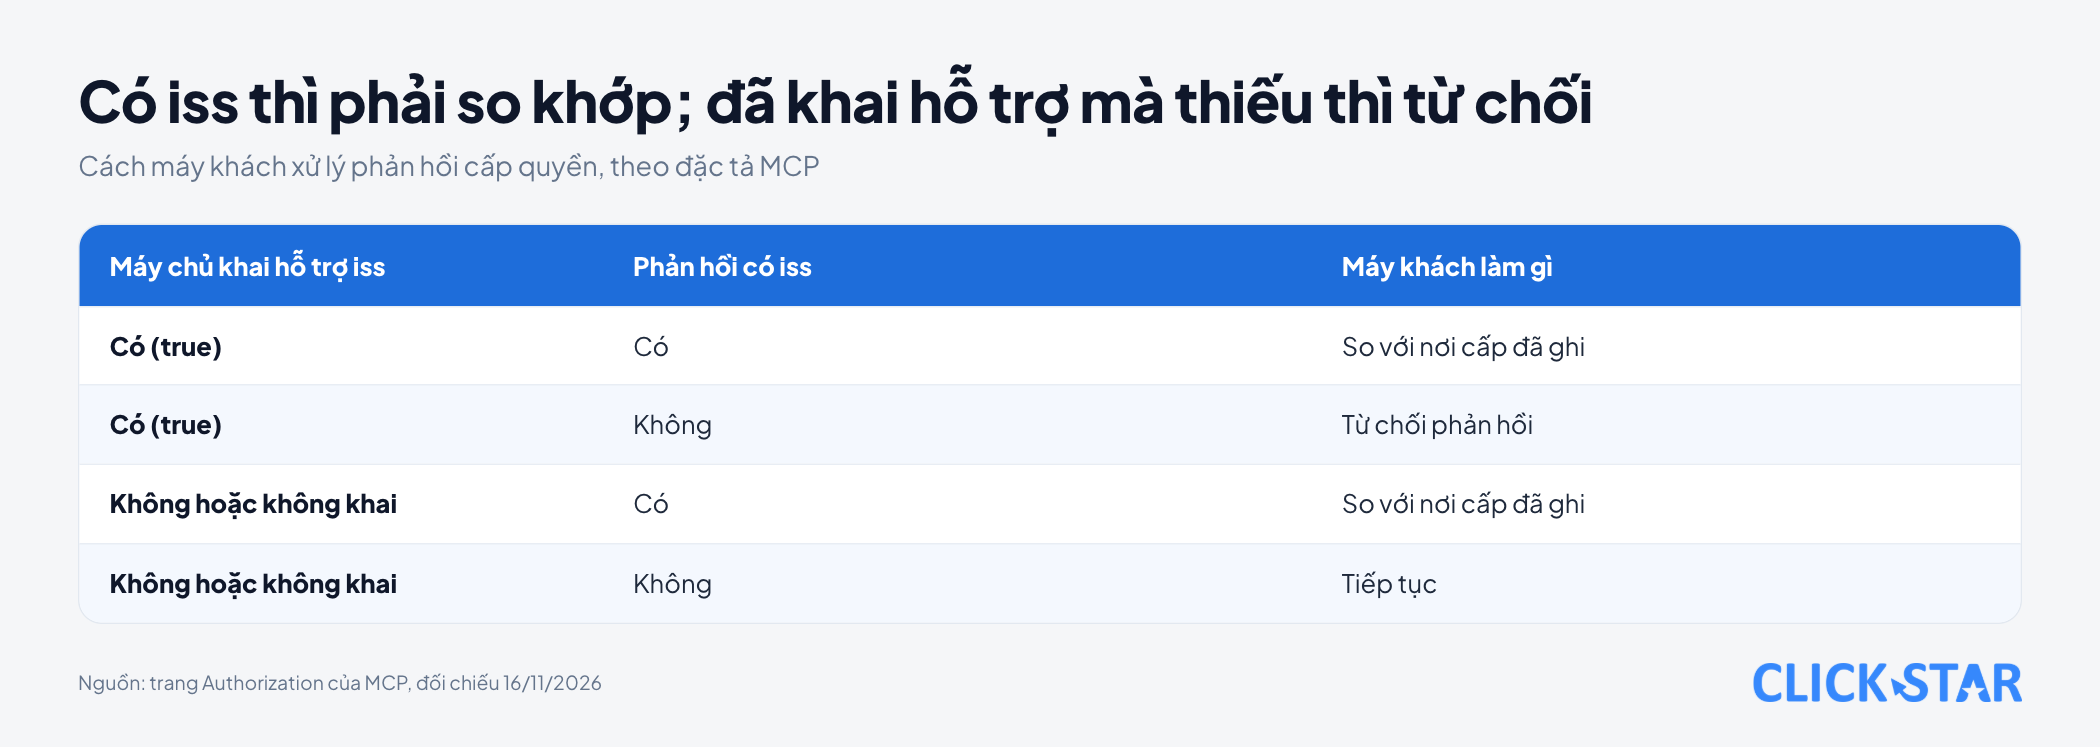 Có iss thì phải so khớp; đã khai hỗ trợ mà thiếu thì từ chối
Cách máy khách xử lý phản hồi cấp quyền, theo đặc tả MCP
Máy chủ khai hỗ trợ iss Phản hồi có iss Máy khách làm gì
Có (true) Có So với nơi cấp đã ghi
Có (true) Không Từ chối phản hồi
Không hoặc không khai Có So với nơi cấp đã ghi
Không hoặc không khai Không Tiếp tục
Nguồn: trang Authorization của MCP, đối chiếu 16/11/2026
CLICK STAR